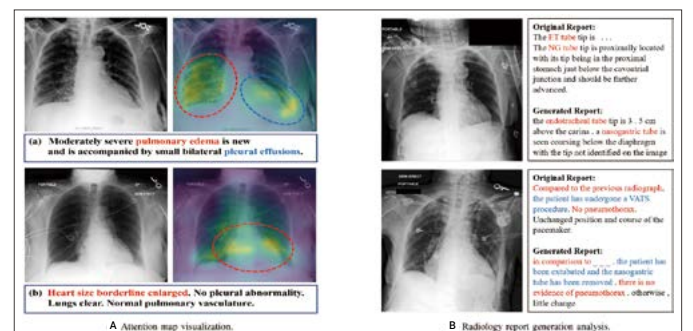 (a) Moderately severe pulmonary edema is new
and is accompanied by small bilateral pleural effusions.
(b) Heart size borderline enlarged. No pleural abnormality.
Lungs clear. Normal pulmonary vasculature.
A Attention map visualization.
Original Report:
The ET tube tip is . . .
The NG tube tip is proximally located
with its tip being in the proximal
stomach just below the
junction and should be further
advanced.
Generated Report:
the endotracheal tube tip is 3 . 5 cm
above the carina . a nasogastric tube is
seen coursing below the diaphragm
with the tip not identified on the image
Original Report:
Compared to the previous radiograph,
the patient has undergone a VATS
procedure. No pneumothorax.
Unchanged position and course of the
pacemaker
Generated Report:
in comparison to _ _ _ , the patient has
been extubated and the nasogastric
tube has been removed . there is no
evidence of pneumothorax . otherwise ,
little change
B Radiology report generation analysis.